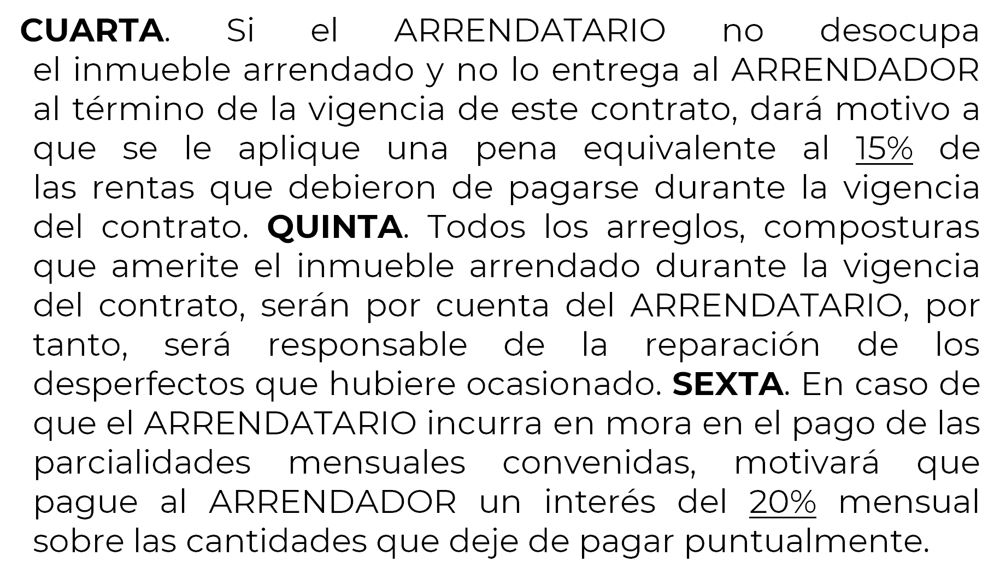 CUARTA. Si el ARRENDATARIO no desocupa
el inmueble arrendado y no lo entrega al ARRENDADOR
al término de la vigencia de este contrato, dará motivo a
que se le aplique una pena equivalente al 15% de
las rentas que debieron de pagarse durante la vigencia
del contrato. QUINTA. Todos los arreglos, composturas
que amerite el inmueble arrendado durante la vigencia
del contrato, serán por cuenta del ARRENDATARIO, por
tanto, será responsable de la reparación de los
desperfectos que hubiere ocasionado. SEXTA. En caso de
que el ARRENDATARIO incurra en mora en el pago de las
parcialidades mensuales convenidas, motivará que
pague al ARRENDADOR un interés del 20% mensual
sobre las cantidades que deje de pagar puntualmente.